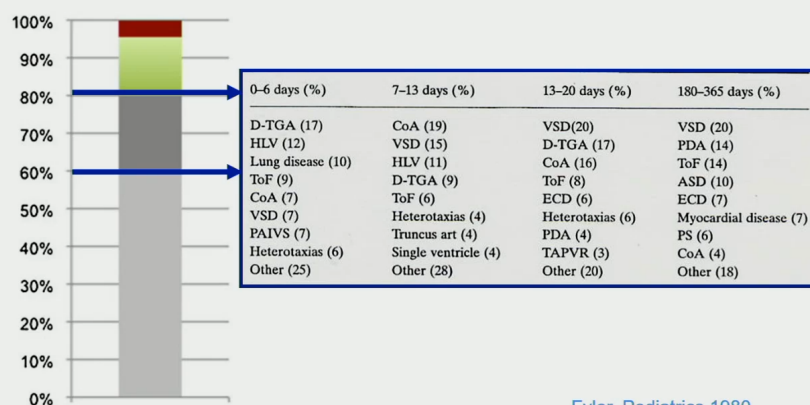 100%
90%
80%
70%
60%
50%
40%
30%
20%
10%
0%
0–6 days (%) 7–13 days (%) 13–20 days (%) 180–365 days (%)
D-TGA (17) CoA (19) VSD(20) VSD (20)
HLV (12) VSD (15) D-TGA (17) PDA (14)
Lung disease (10) HLV (11) CoA (16) ToF (14)
ToF (9) D-TGA (9) ToF (8) ASD (10)
CoA (7) ToF (6) ECD (6) ECD (7)
VSD (7) Heterotaxias (4) Heterotaxias (6) Myocardial disease (7)
PAIVS (7) Truncus art (4) PDA (4) PS (6)
Heterotaxias (6) Single ventricle (4) TAPVR (3) CoA (4)
Other (25) Other (28) Other (20) Other (18)
Pediatrics 1980